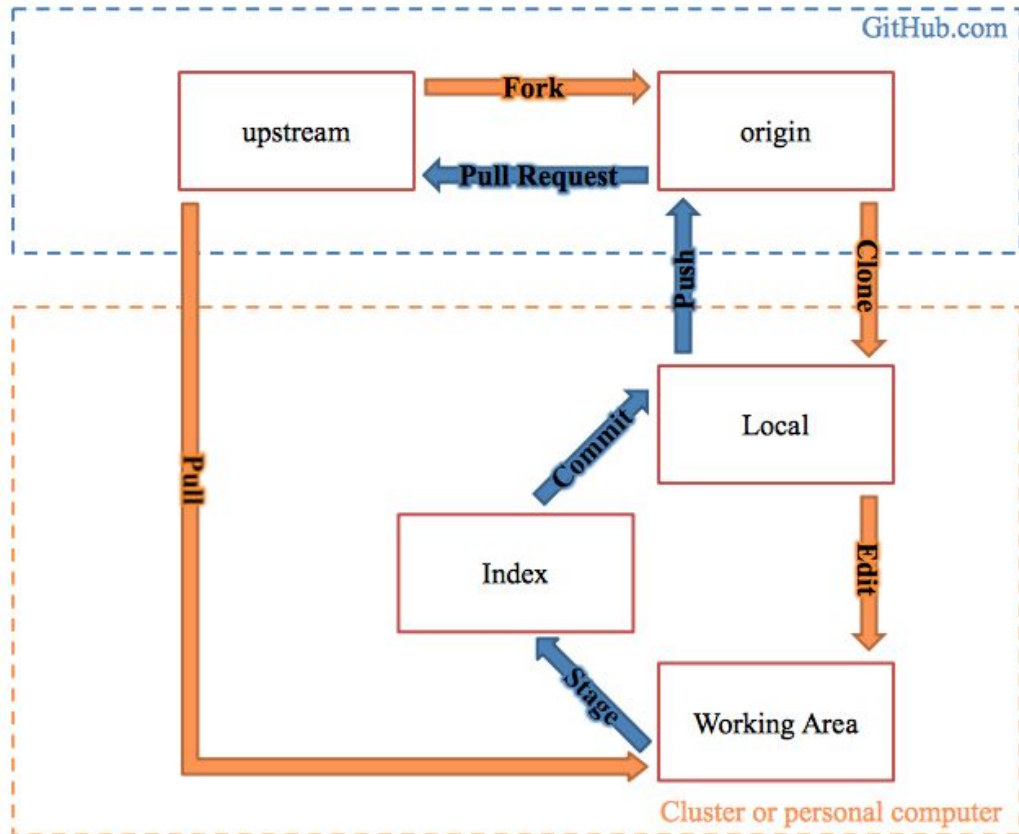 GitHub.com
Fork
upstream
origin
Pull Request
Push
Clone
Local
Commit
Pull
Index
Edit
Stage
Working Area
Cluster or personal computer